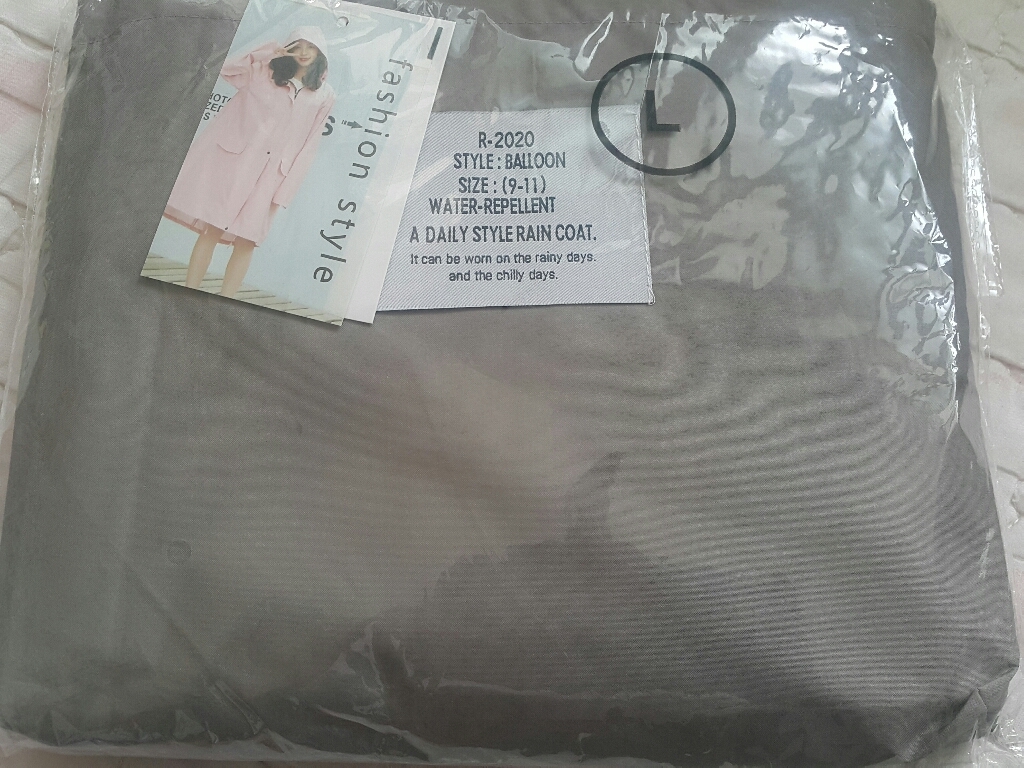 fashion style
R-2020
STYLE : BALLOON
SIZE : (9-11)
WATER-REPELLENT
A DAILY STYLE RAIN COAT.
It can be worn on the rainy days.
and the chilly days.
L